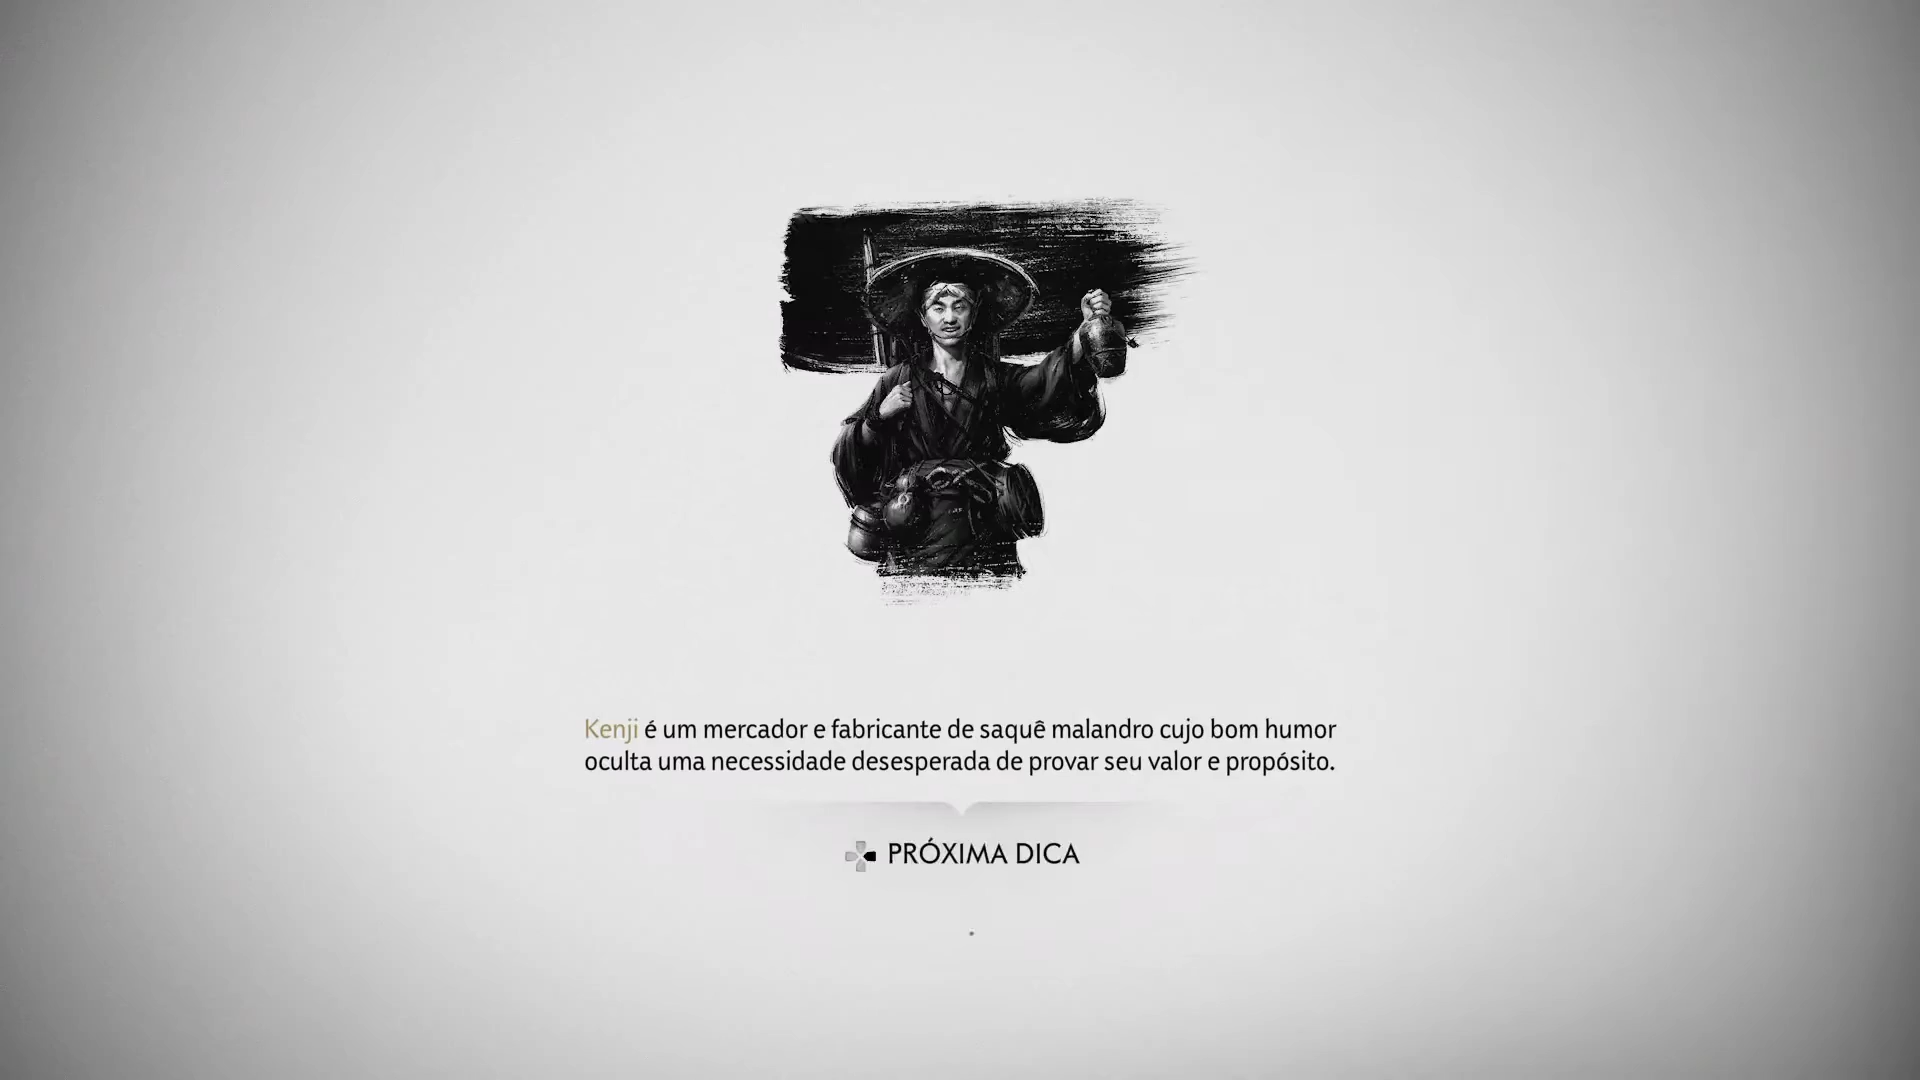 Kenji é um mercador e fabricante de saquê malandro cujo bom humor
oculta uma necessidade desesperada de provar seu valor e propósito.
PRÓXIMA DICA